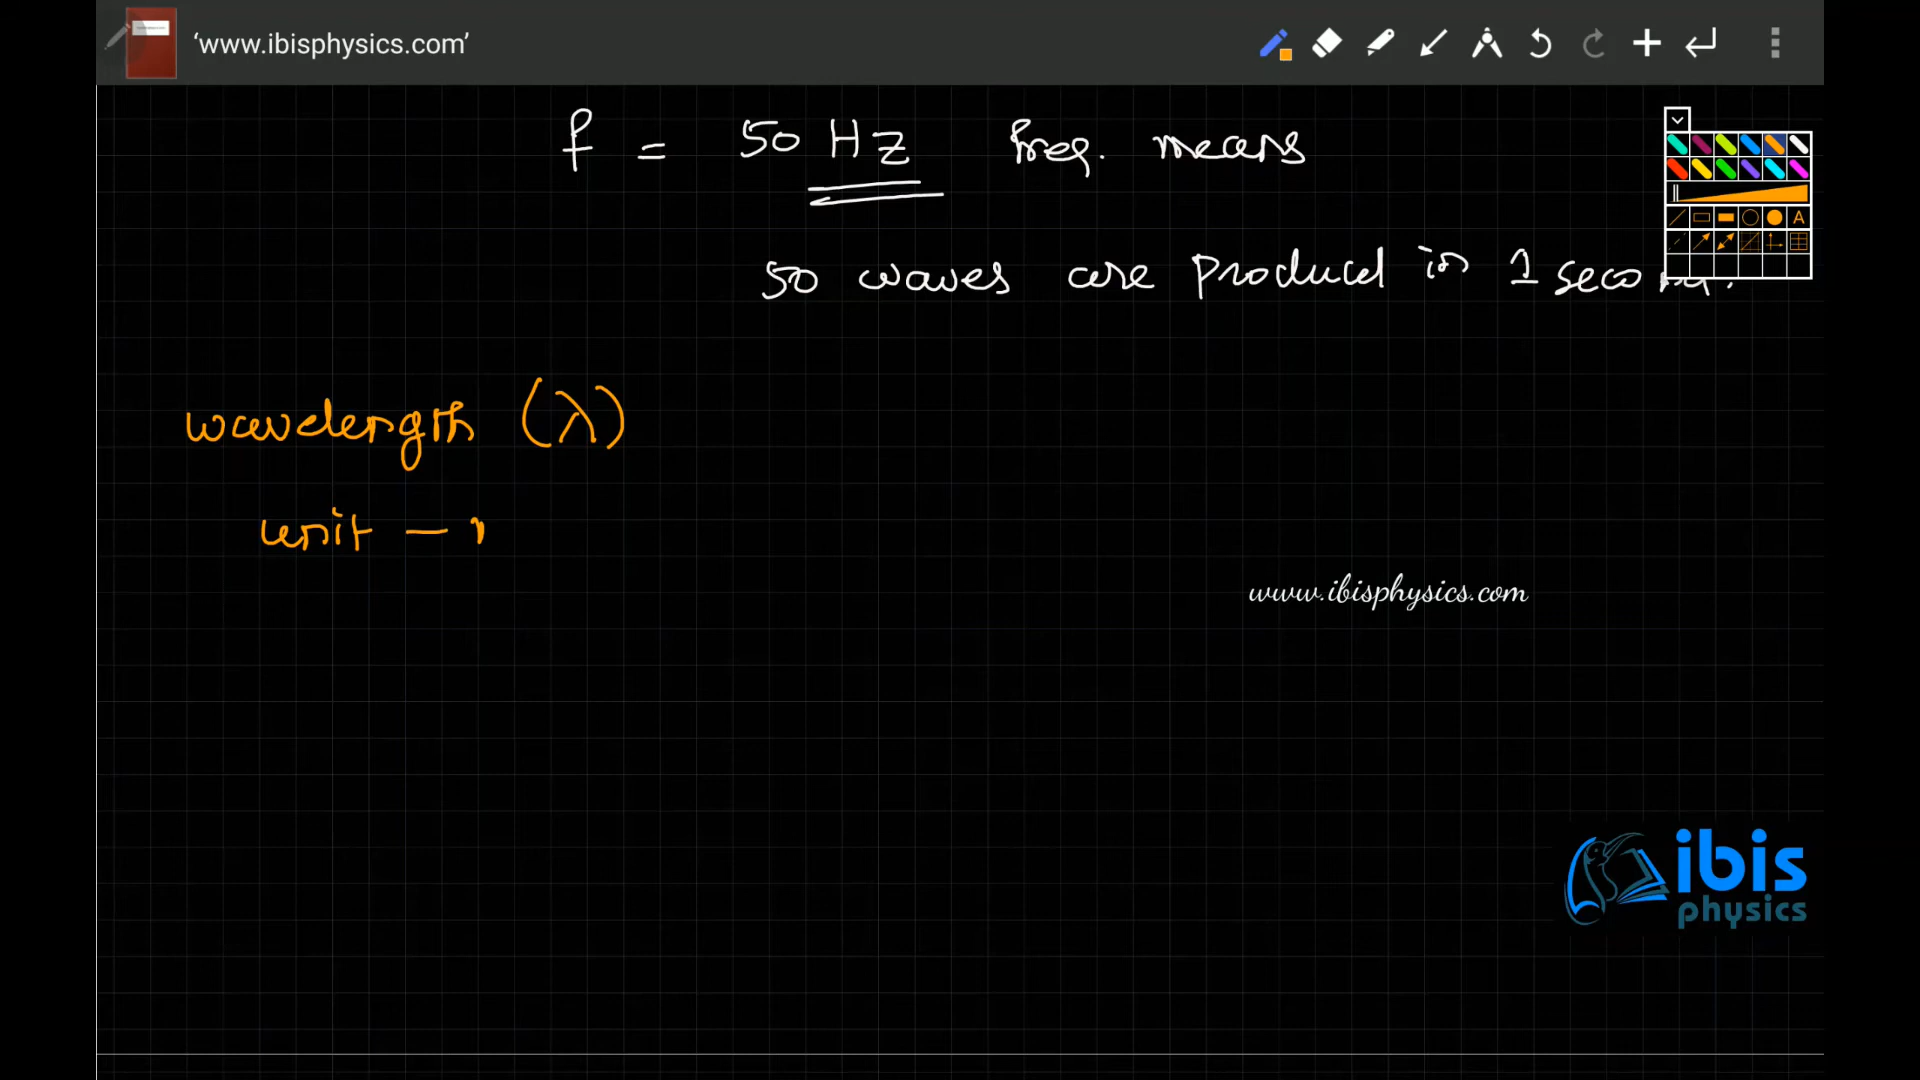 ‘www.ibisphysics.com’
f = 50 Hz freq. means
50 waves are produced in 1 second.
wavelength (λ)
unit –
www.ibisphysics.com
ibis
physics